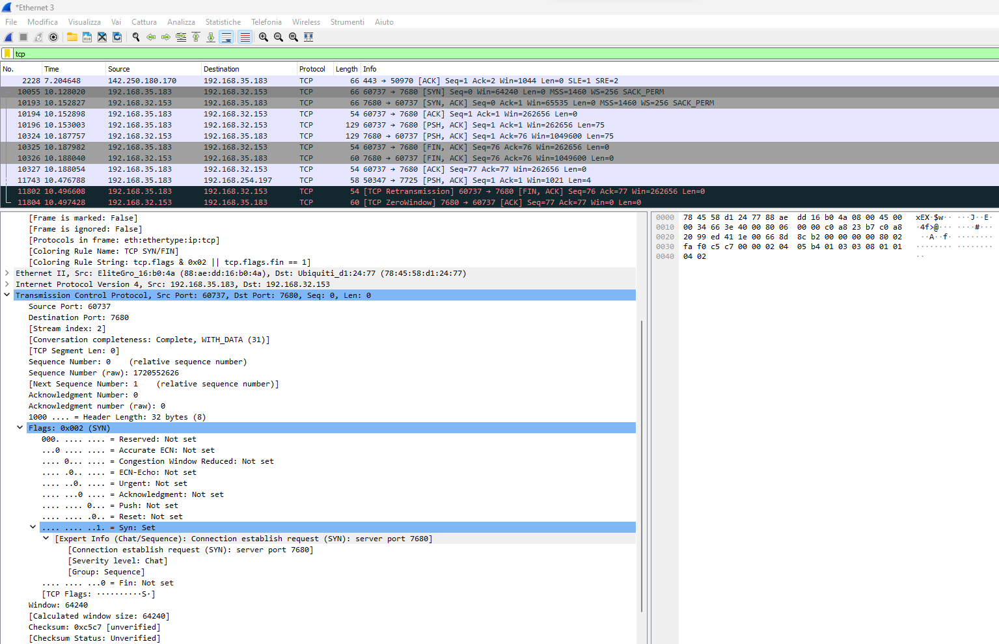 *Ethernet 3
File Modifica Visualizza Vai Cattura Analizza Statistiche Telefonia Wireless Strumenti Aiuto
tcp
No. Time Source Destination Protocol Length Info
2228 7.204648 142.250.180.170 192.168.35.183 TCP 66 443 → 50970 [ACK] Seq=1 Ack=2 Win=1044 Len=0 SLE=1 SRE=2
10055 10.128020 192.168.35.183 192.168.32.153 TCP 66 60737 → 7680 [SYN] Seq=0 Win=64240 Len=0 MSS=1460 WS=256 SACK_PERM
10193 10.152827 192.168.32.153 192.168.35.183 TCP 66 7680 → 60737 [SYN, ACK] Seq=0 Ack=1 Win=65535 Len=0 MSS=1460 WS=256 SACK_PERM
10194 10.152898 192.168.35.183 192.168.32.153 TCP 54 60737 → 7680 [ACK] Seq=1 Ack=1 Win=262656 Len=0
10196 10.153003 192.168.35.183 192.168.32.153 TCP 129 60737 → 7680 [PSH, ACK] Seq=1 Ack=1 Win=262656 Len=75
10324 10.187757 192.168.32.153 192.168.35.183 TCP 129 7680 → 60737 [PSH, ACK] Seq=1 Ack=76 Win=1049600 Len=75
10325 10.187982 192.168.35.183 192.168.32.153 TCP 54 60737 → 7680 [FIN, ACK] Seq=76 Ack=76 Win=262656 Len=0
10326 10.188040 192.168.32.153 192.168.35.183 TCP 60 7680 → 60737 [FIN, ACK] Seq=76 Ack=76 Win=1049600 Len=0
10327 10.188054 192.168.35.183 192.168.32.153 TCP 54 60737 → 7680 [ACK] Seq=77 Ack=77 Win=262656 Len=0
11743 10.476788 192.168.35.183 192.168.254.197 TCP 58 50347 → 7725 [PSH, ACK] Seq=1 Ack=1 Win=1021 Len=4
11802 10.496608 192.168.35.183 192.168.32.153 TCP 54 [TCP Retransmission] 60737 → 7680 [FIN, ACK] Seq=76 Ack=77 Win=262656 Len=0
11804 10.497428 192.168.32.153 192.168.35.183 TCP 60 [TCP ZeroWindow] 7680 → 60737 [ACK] Seq=77 Ack=77 Win=0 Len=0
[Frame is marked: False]
[Frame is ignored: False]
[Protocols in frame: eth:ethertype:ip:tcp]
[Coloring Rule Name: TCP SYN/FIN]
[Coloring Rule String: tcp.flags & 0x02 || tcp.flags.fin == 1]
Ethernet II, Src: EliteGro_16:b0:4a (88:ae:dd:16:b0:4a), Dst: Ubiquiti_d1:24:77 (78:45:58:d1:24:77)
Internet Protocol Version 4, Src: 192.168.35.183, Dst: 192.168.32.153
Transmission Control Protocol, Src Port: 60737, Dst Port: 7680, Seq: 0, Len: 0
Source Port: 60737
Destination Port: 7680
[Stream index: 2]
[Conversation completeness: Complete, WITH_DATA (31)]
[TCP Segment Len: 0]
Sequence Number: 0    (relative sequence number)
Sequence Number (raw): 1720552626
[Next Sequence Number: 1    (relative sequence number)]
Acknowledgment Number: 0
Acknowledgment number (raw): 0
1000 .... = Header Length: 32 bytes (8)
Flags: 0x002 (SYN)
000. .... .... = Reserved: Not set
...0 .... .... = Accurate ECN: Not set
.... 0... .... = Congestion Window Reduced: Not set
.... .0.. .... = ECN-Echo: Not set
.... ..0. .... = Urgent: Not set
.... ...0 .... = Acknowledgment: Not set
.... .... 0... = Push: Not set
.... .... .0.. = Reset: Not set
.... .... ..1. = Syn: Set
[Expert Info (Chat/Sequence): Connection establish request (SYN): server port 7680]
[Connection establish request (SYN): server port 7680]
[Severity level: Chat]
[Group: Sequence]
.... .... ...0 = Fin: Not set
[TCP Flags: ··········S·]
Window: 64240
[Calculated window size: 64240]
Checksum: 0xc5c7 [unverified]
[Checksum Status: Unverified]
0000 78 45 58 d1 24 77 88 ae dd 16 b0 4a 08 00 45 00 xEX·$w·· ···J··E·
0010 00 34 66 3e 40 00 80 06 00 00 c0 a8 23 b7 c0 a8 ·4f>@··· ····#···
0020 20 99 ed 41 1e 00 66 8d 8c b2 00 00 00 00 80 02 ··A··f· ········
0030 fa f0 c5 c7 00 00 02 04 05 b4 01 03 03 08 01 01 ········ ········
0040 04 02 ··